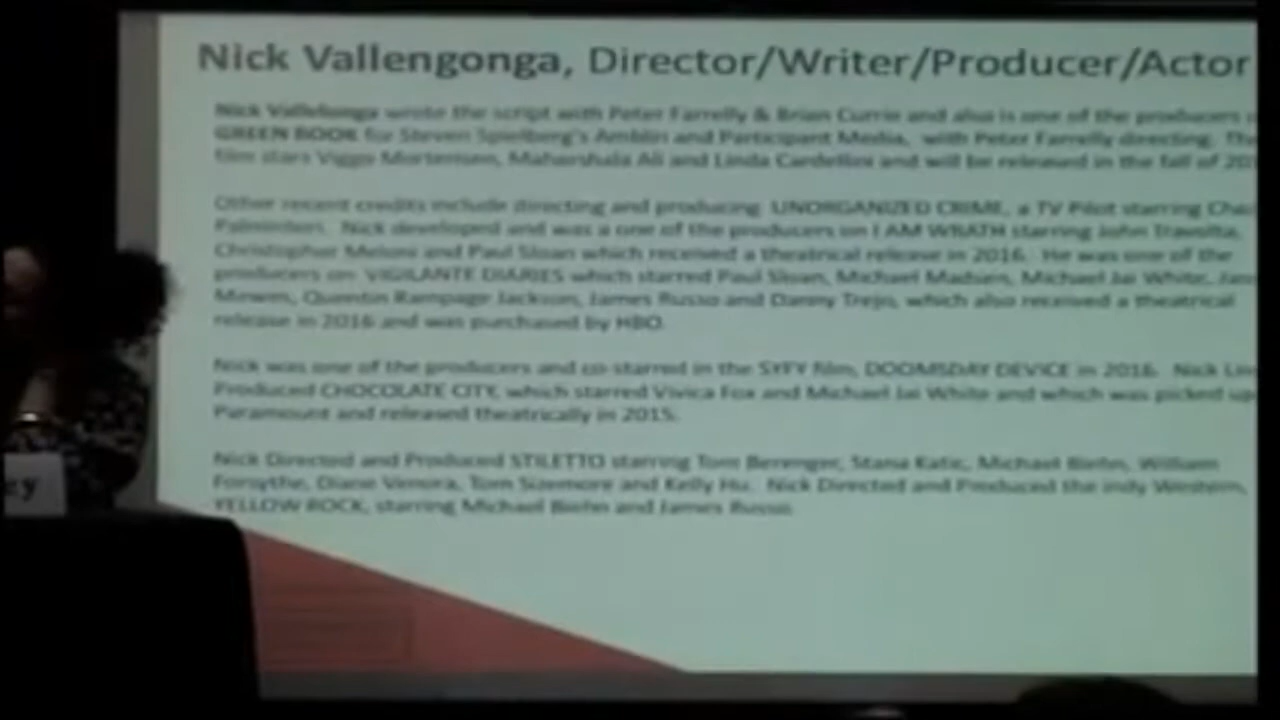 Nick Vallengonga, Director/Writer/Producer/Actor
Nick Vallelonga wrote the script with Peter Farrelly & Brian Currie and also is one of the producers
GREEN BOOK for Steven Spielberg's Amblin and Participant Media, with Peter Farrelly directing. The
film stars Viggo Mortensen, Mahershala Ali and Linda Cardellini and will be released in the fall of 20
Other recent credits include directing and producing UNORGANIZED CRIME, a TV Pilot starring
Palminteri. Nick developed and was a one of the producers on I AM WRATH starring John Travolta,
Christopher Meloni and Paul Sloan which received a theatrical release in 2016. He was one of the
producers on VIGILANTE DIARIES which starred Paul Sloan, Michael Madsen, Michael Jai White,
Mewes, Quentin Rampage Jackson, James Russo and Danny Trejo, which also received a theatrical
release in 2016 and was purchased by HBO.
Nick was one of the producers and co-starred in the SYFY film, DOOMSDAY DEVICE in 2016. Nick
Produced CHOCOLATE CITY, which starred Vivica Fox and Michael Jai White and which was picked up
Paramount and released theatrically in 2015.
Nick Directed and Produced STILETTO starring Tom Berenger, Stana Katic, Michael Biehn, William
Forsythe, Diane Venora, Tom Sizemore and Kelly Hu. Nick Directed and Produced the indy Western,
YELLOW ROCK, starring Michael Biehn and James Russo.
ey